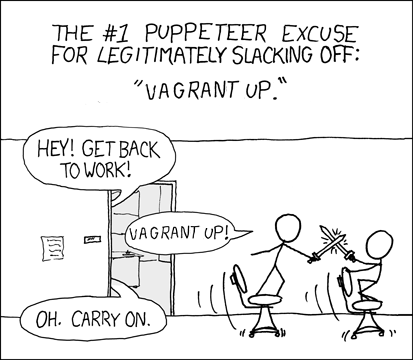 THE #1 PUPPETEER EXCUSE
FOR LEGITIMATELY SLACKING OFF:
"VAGRANT UP."
HEY! GET BACK
TO WORK!
VAGRANT UP!
OH. CARRY ON.